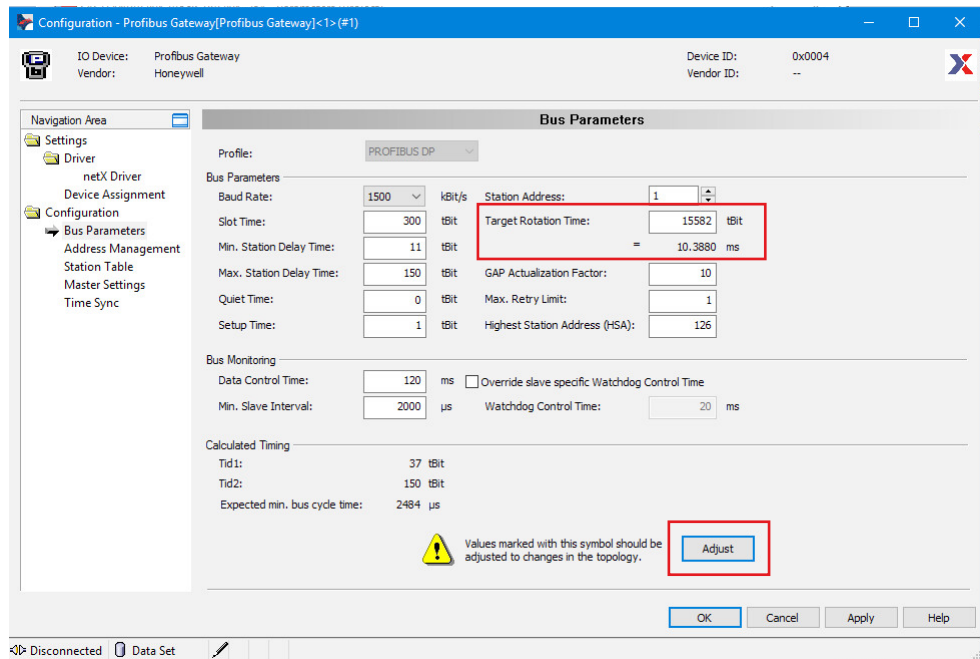 Configuration - Profibus Gateway[Profibus Gateway]<1>(#1)
IO Device: Profibus Gateway
Vendor: Honeywell
Device ID: 0x0004
Vendor ID: --
Navigation Area
Settings
Driver
netX Driver
Device Assignment
Configuration
Bus Parameters
Address Management
Station Table
Master Settings
Time Sync
Bus Parameters
Profile: PROFIBUS DP
Bus Parameters
Baud Rate: 1500 kBit/s Station Address: 1
Slot Time: 300 tBit Target Rotation Time: 15582 tBit
Min. Station Delay Time: 11 tBit = 10.3880 ms
Max. Station Delay Time: 150 tBit GAP Actualization Factor: 10
Quiet Time: 0 tBit Max. Retry Limit: 1
Setup Time: 1 tBit Highest Station Address (HSA): 126
Bus Monitoring
Data Control Time: 120 ms Override slave specific Watchdog Control Time
Min. Slave Interval: 2000 µs Watchdog Control Time: 20 ms
Calculated Timing
Tid1: 37 tBit
Tid2: 150 tBit
Expected min. bus cycle time: 2484 µs
Values marked with this symbol should be
adjusted to changes in the topology.
Adjust
OK Cancel Apply Help
Disconnected Data Set